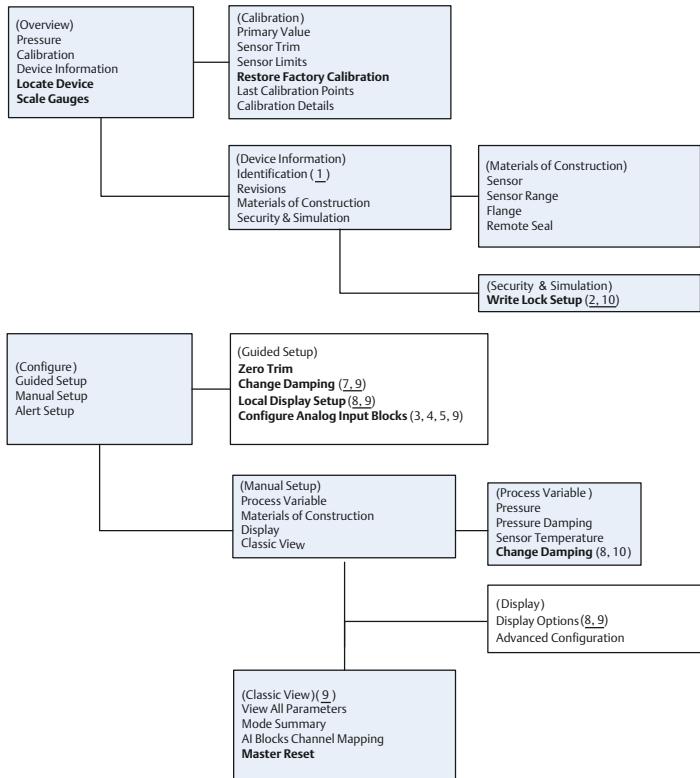 (Overview)
Pressure
Calibration
Device Information
Locate Device
Scale Gauges
(Calibration)
Primary Value
Sensor Trim
Sensor Limits
Restore Factory Calibration
Last Calibration Points
Calibration Details
(Device Information)
Identification (1)
Revisions
Materials of Construction
Security & Simulation
(Materials of Construction)
Sensor
Sensor Range
Flange
Remote Seal
(Security & Simulation)
Write Lock Setup (2, 10)
(Configure)
Guided Setup
Manual Setup
Alert Setup
(Guided Setup)
Zero Trim
Change Damping (7, 9)
Local Display Setup (8, 9)
Configure Analog Input Blocks (3, 4, 5, 9)
(Manual Setup)
Process Variable
Materials of Construction
Display
Classic View
(Process Variable )
Pressure
Pressure Damping
Sensor Temperature
Change Damping (8, 10)
(Display)
Display Options (8, 9)
Advanced Configuration
(Classic View) ( 9 )
View All Parameters
Mode Summary
AI Blocks Channel Mapping
Master Reset